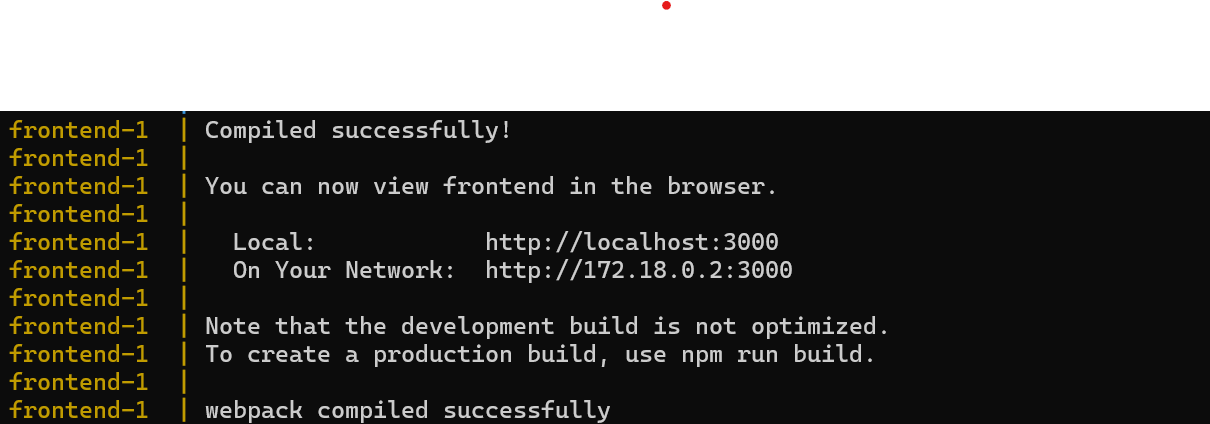 frontend-1  | Compiled successfully!
frontend-1  |
frontend-1  | You can now view frontend in the browser.
frontend-1  |
frontend-1  |   Local:            http://localhost:3000
frontend-1  |   On Your Network:  http://172.18.0.2:3000
frontend-1  |
frontend-1  | Note that the development build is not optimized.
frontend-1  | To create a production build, use npm run build.
frontend-1  |
frontend-1  | webpack compiled successfully